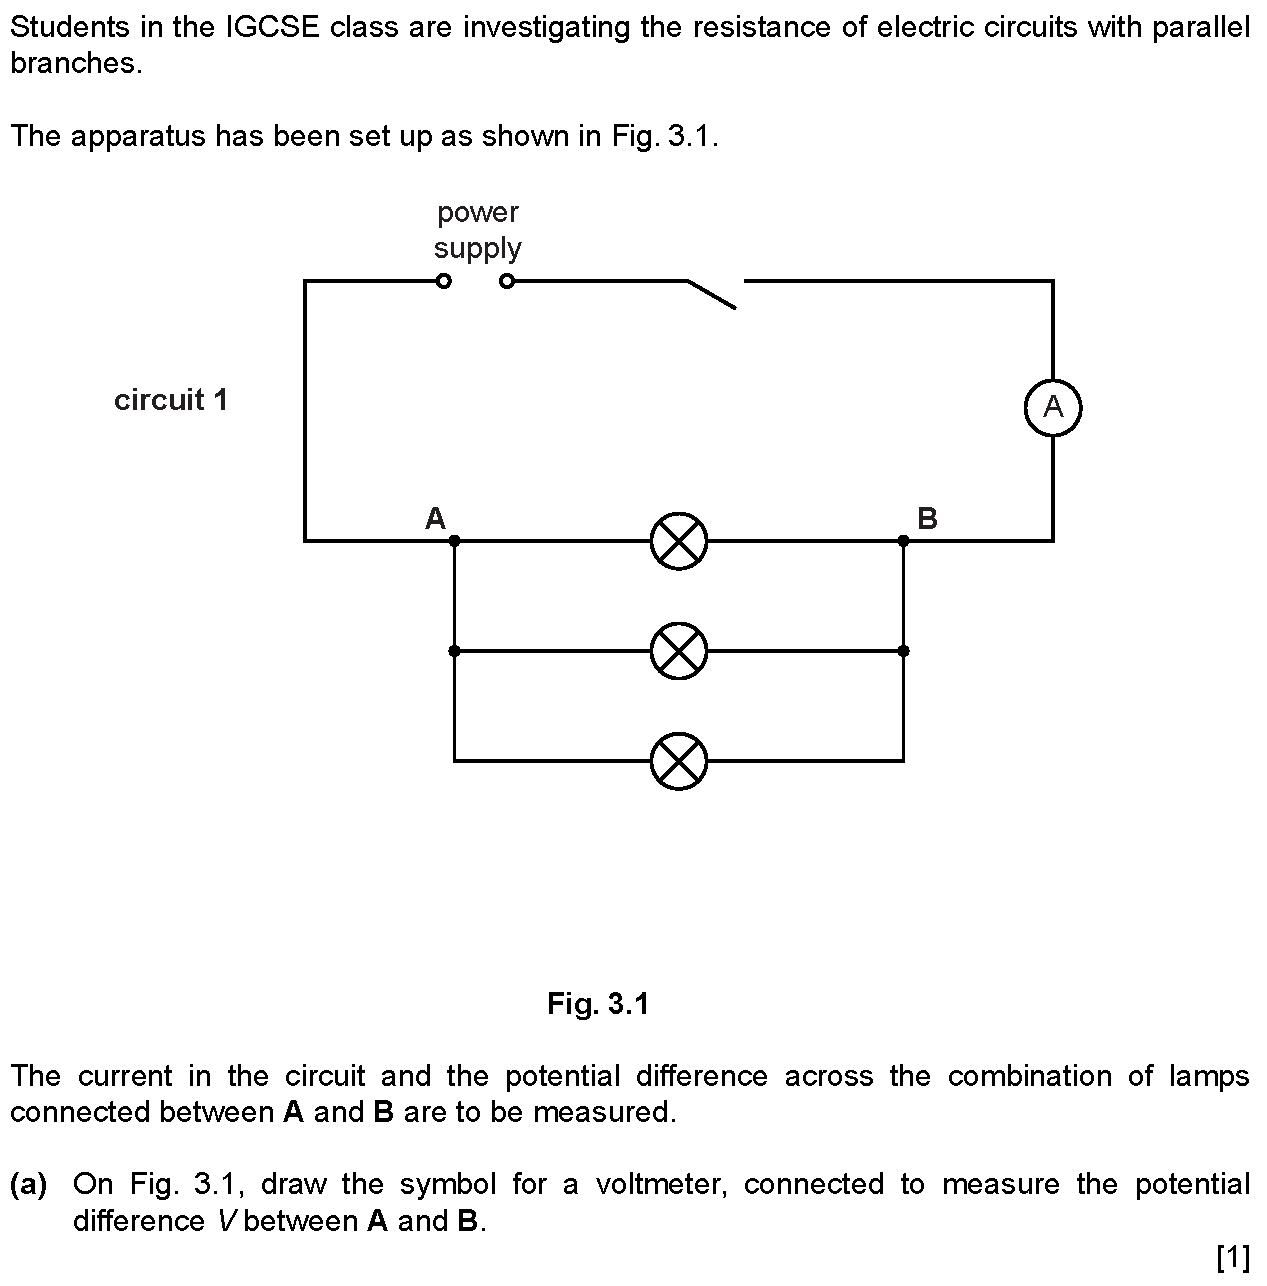 Students in the IGCSE class are investigating the resistance of electric circuits with parallel
branches.
The apparatus has been set up as shown in Fig. 3.1.
power
supply
circuit 1
A
A
B
Fig. 3.1
The current in the circuit and the potential difference across the combination of lamps
connected between A and B are to be measured.
(a) On Fig. 3.1, draw the symbol for a voltmeter, connected to measure the potential
difference V between A and B.
[1]